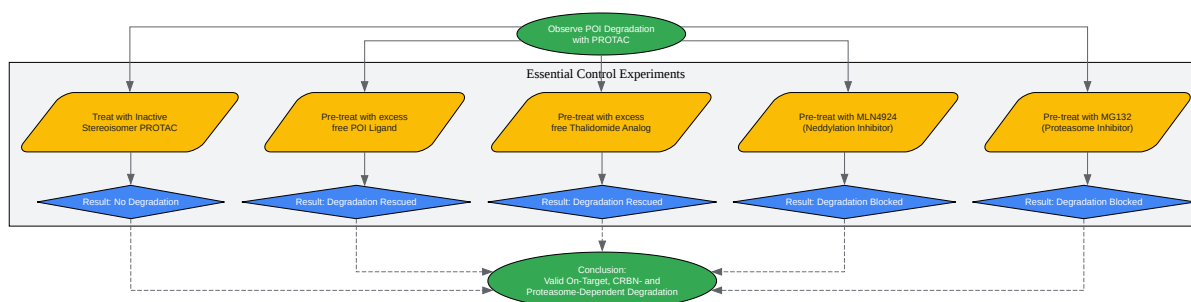 Observe POI Degradation
with PROTAC
Essential Control Experiments
Treat with Inactive
Stereoisomer PROTAC
Pre-treat with excess
free POI Ligand
Pre-treat with excess
free Thalidomide Analog
Pre-treat with MLN4924
(Neddylation Inhibitor)
Pre-treat with MG132
(Proteasome Inhibitor)
Result: No Degradation
Result: Degradation Rescued
Result: Degradation Rescued
Result: Degradation Blocked
Result: Degradation Blocked
Conclusion:
Valid On-Target, CRBN- and
Proteasome-Dependent Degradation